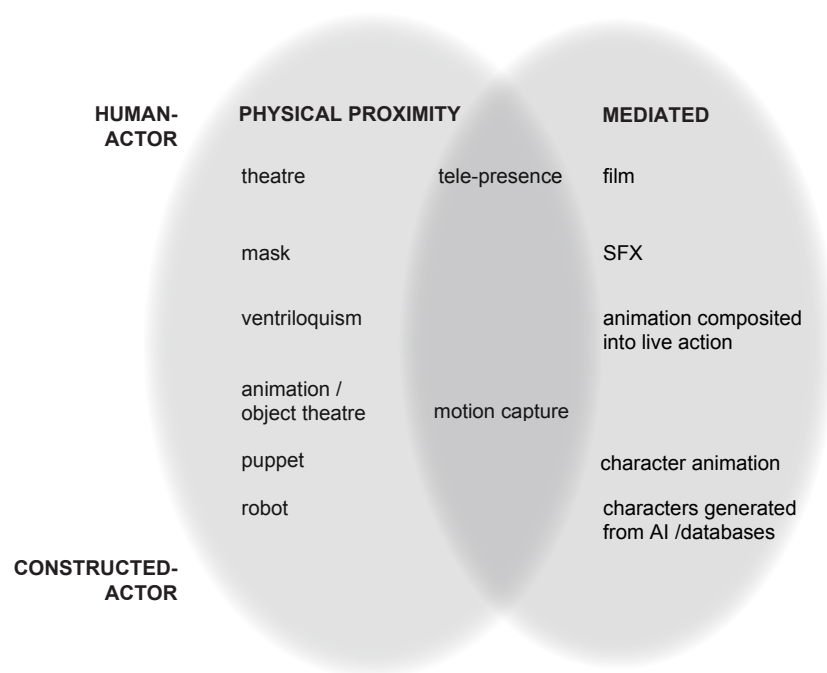 HUMAN-
ACTOR
PHYSICAL PROXIMITY
MEDIATED
theatre
tele-presence
film
mask
SFX
ventriloquism
animation composited
into live action
animation /
object theatre
motion capture
puppet
character animation
robot
characters generated
from AI /databases
CONSTRUCTED-
ACTOR